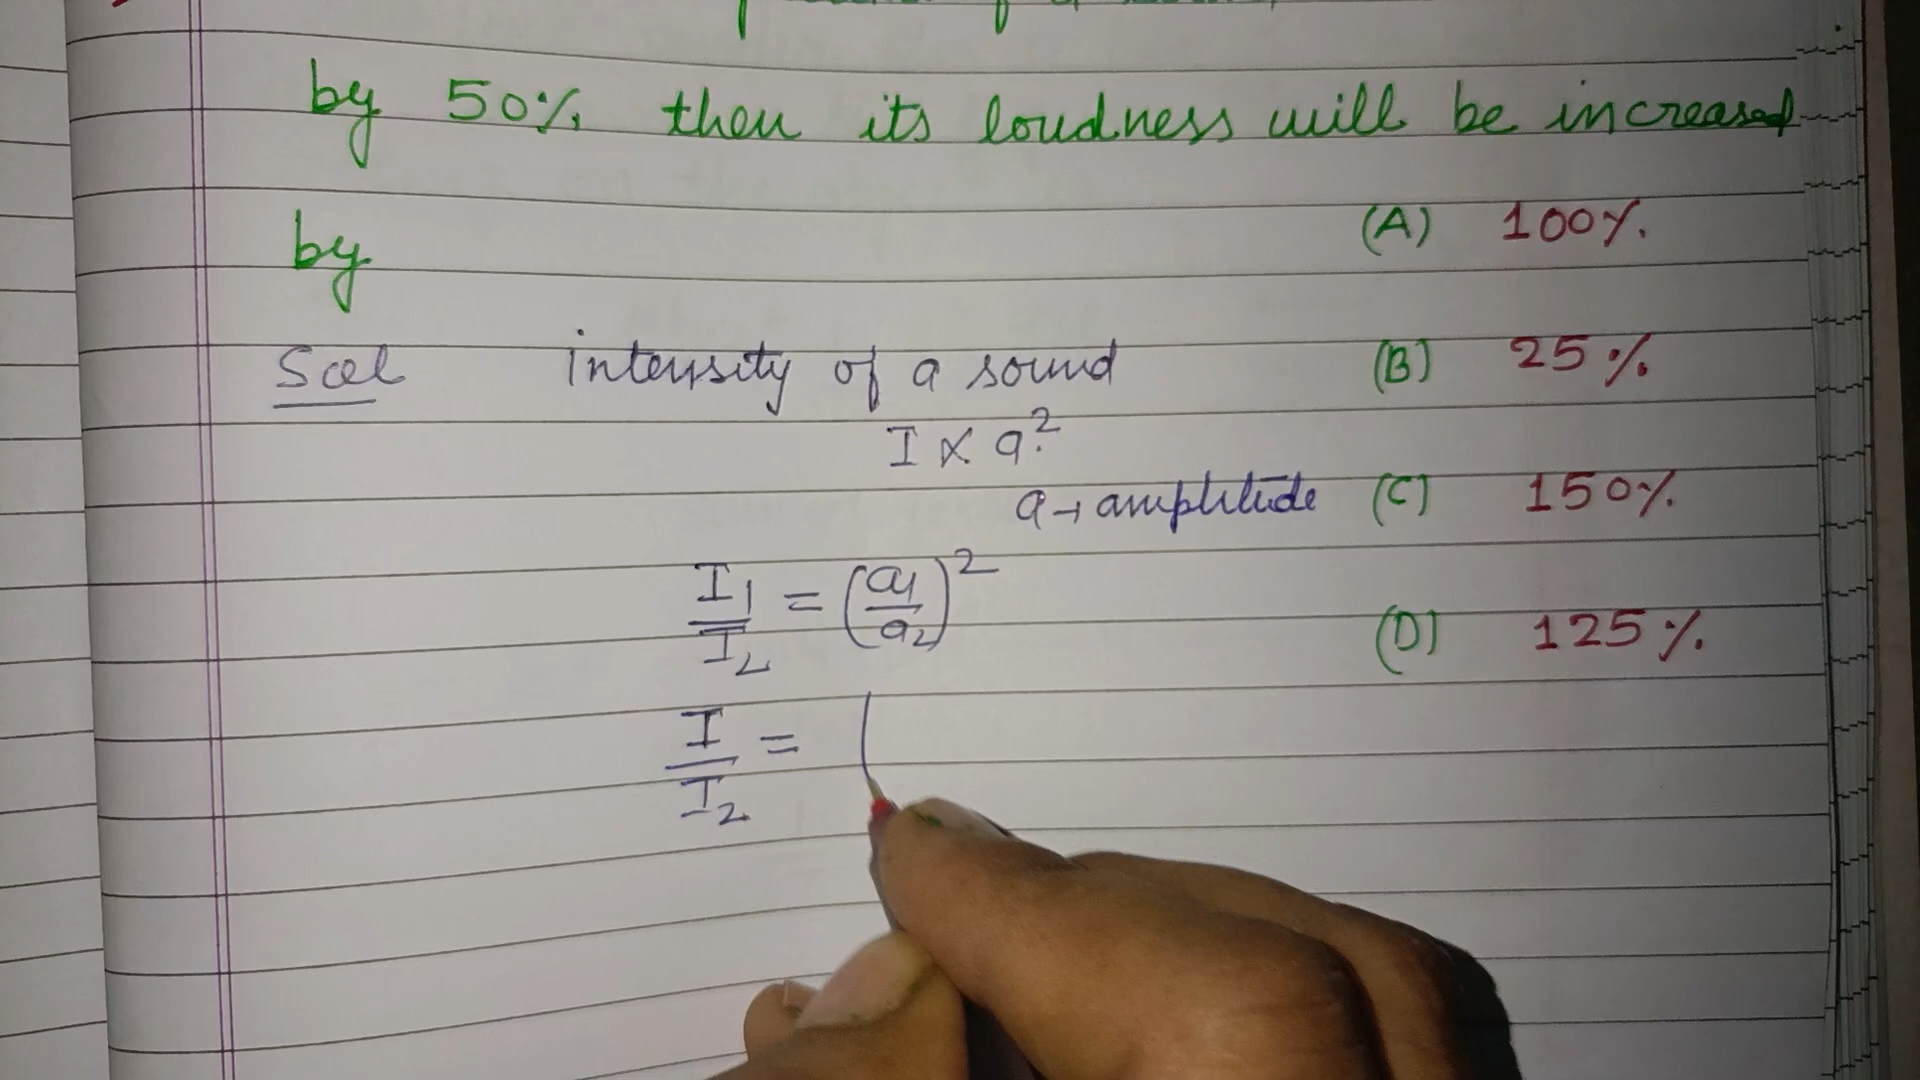 by 50% then its loudness will be increased
by
(A) 100%.
Sol intensity of a sound
(B) 25%
I ∝ a².
a → amplitude
(C) 150%.
I₁/I₂ = (a₁/a₂)²
(D) 125%.
I/I₂ = (